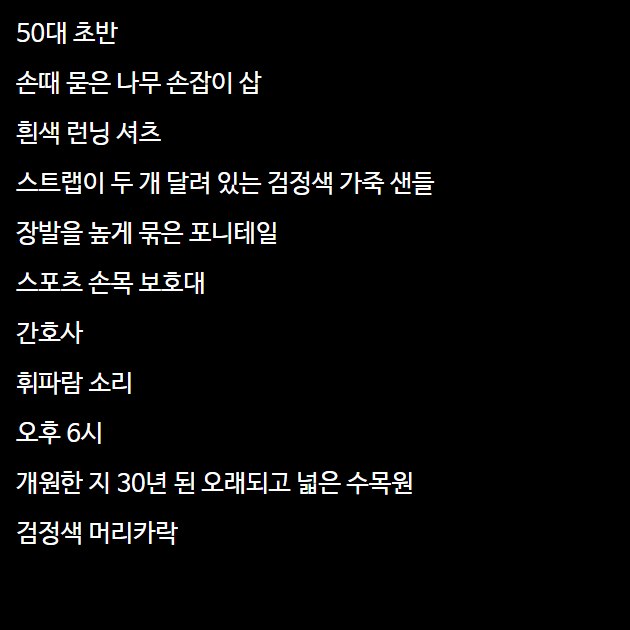 50대 초반
손때 묻은 나무 손잡이 삽
흰색 런닝 셔츠
스트랩이 두 개 달려 있는 검정색 가죽 샌들
장발을 높게 묶은 포니테일
스포츠 손목 보호대
간호사
휘파람 소리
오후 6시
개원한 지 30년 된 오래되고 넓은 수목원
검정색 머리카락